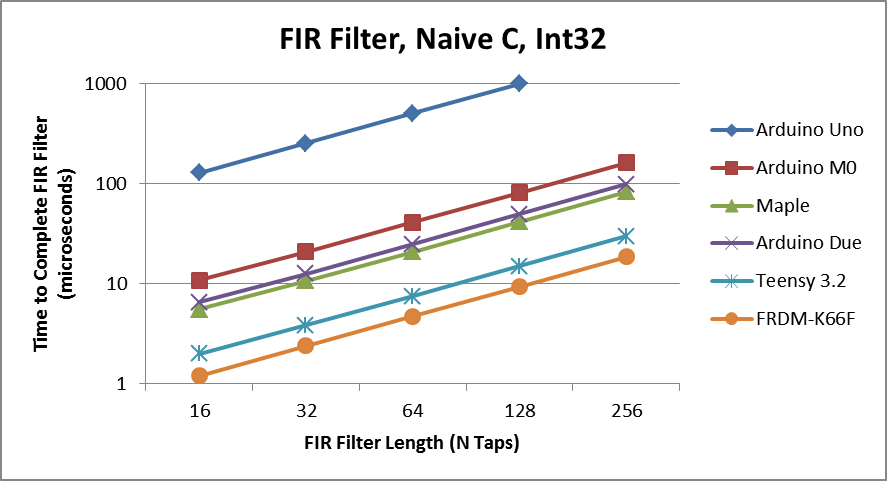 FIR Filter, Naive C, Int32
Time to Complete FIR Filter
(microseconds)
1000
100
10
1
16
32
64
128
256
FIR Filter Length (N Taps)
Arduino Uno
Arduino M0
Maple
Arduino Due
Teensy 3.2
FRDM-K66F